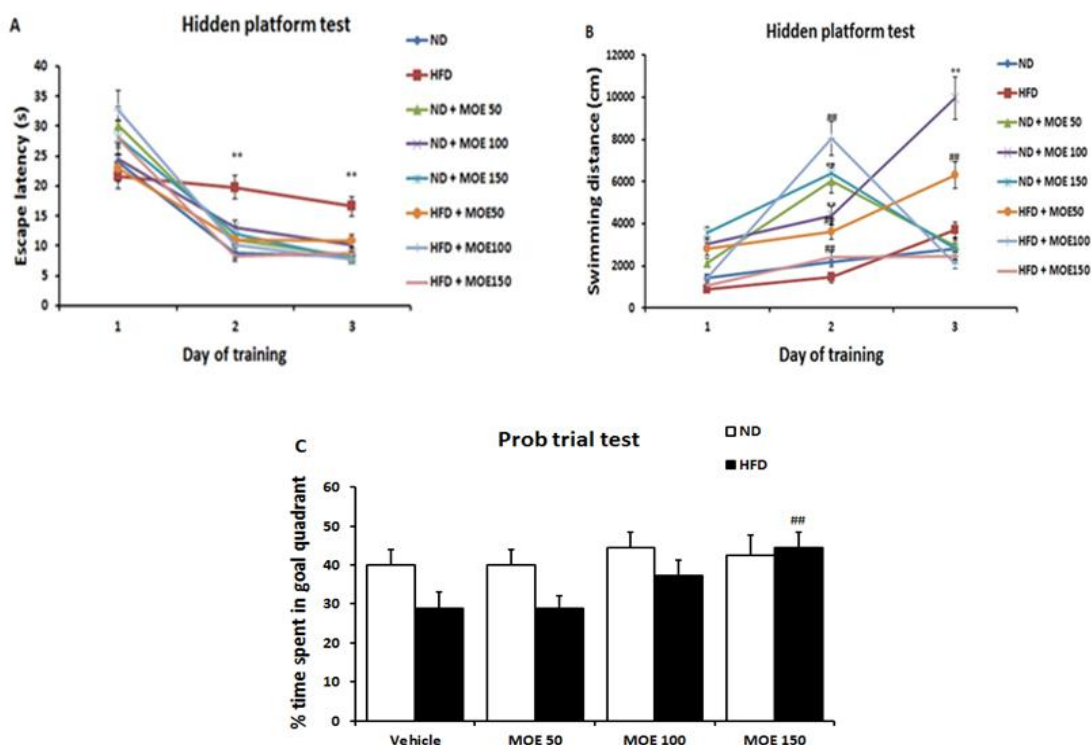 A
Hidden platform test
Escape latency (s)
40
35
30
25
20
15
10
5
0
1
2
3
Day of training
**
**
ND
HFD
ND + MOE 50
ND + MOE 100
ND + MOE 150
HFD + MOE50
HFD + MOE100
HFD + MOE150
B
Hidden platform test
Swimming distance (cm)
12000
10000
8000
6000
4000
2000
0
1
2
3
Day of training
##
**
##
##
ND
HFD
ND + MOE 50
ND + MOE 100
ND + MOE 150
HFD + MOE50
HFD + MOE100
HFD + MOE150
C
Prob trial test
ND
HFD
% time spent in goal quadrant
60
50
40
30
20
10
0
##
Vehicle
MOE 50
MOE 100
MOE 150